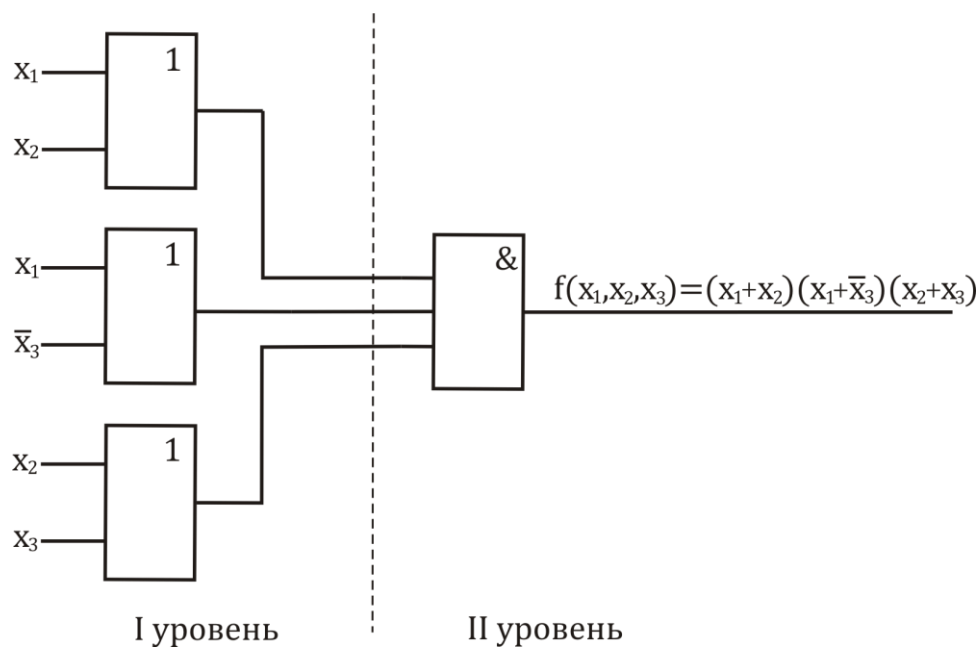 1
x₁
x₂
1
x₁
x̅₃
1
x₂
x₃
&
f(x₁,x₂,x₃)=(x₁+x₂)(x₁+x̅₃)(x₂+x₃)
I уровень
II уровень